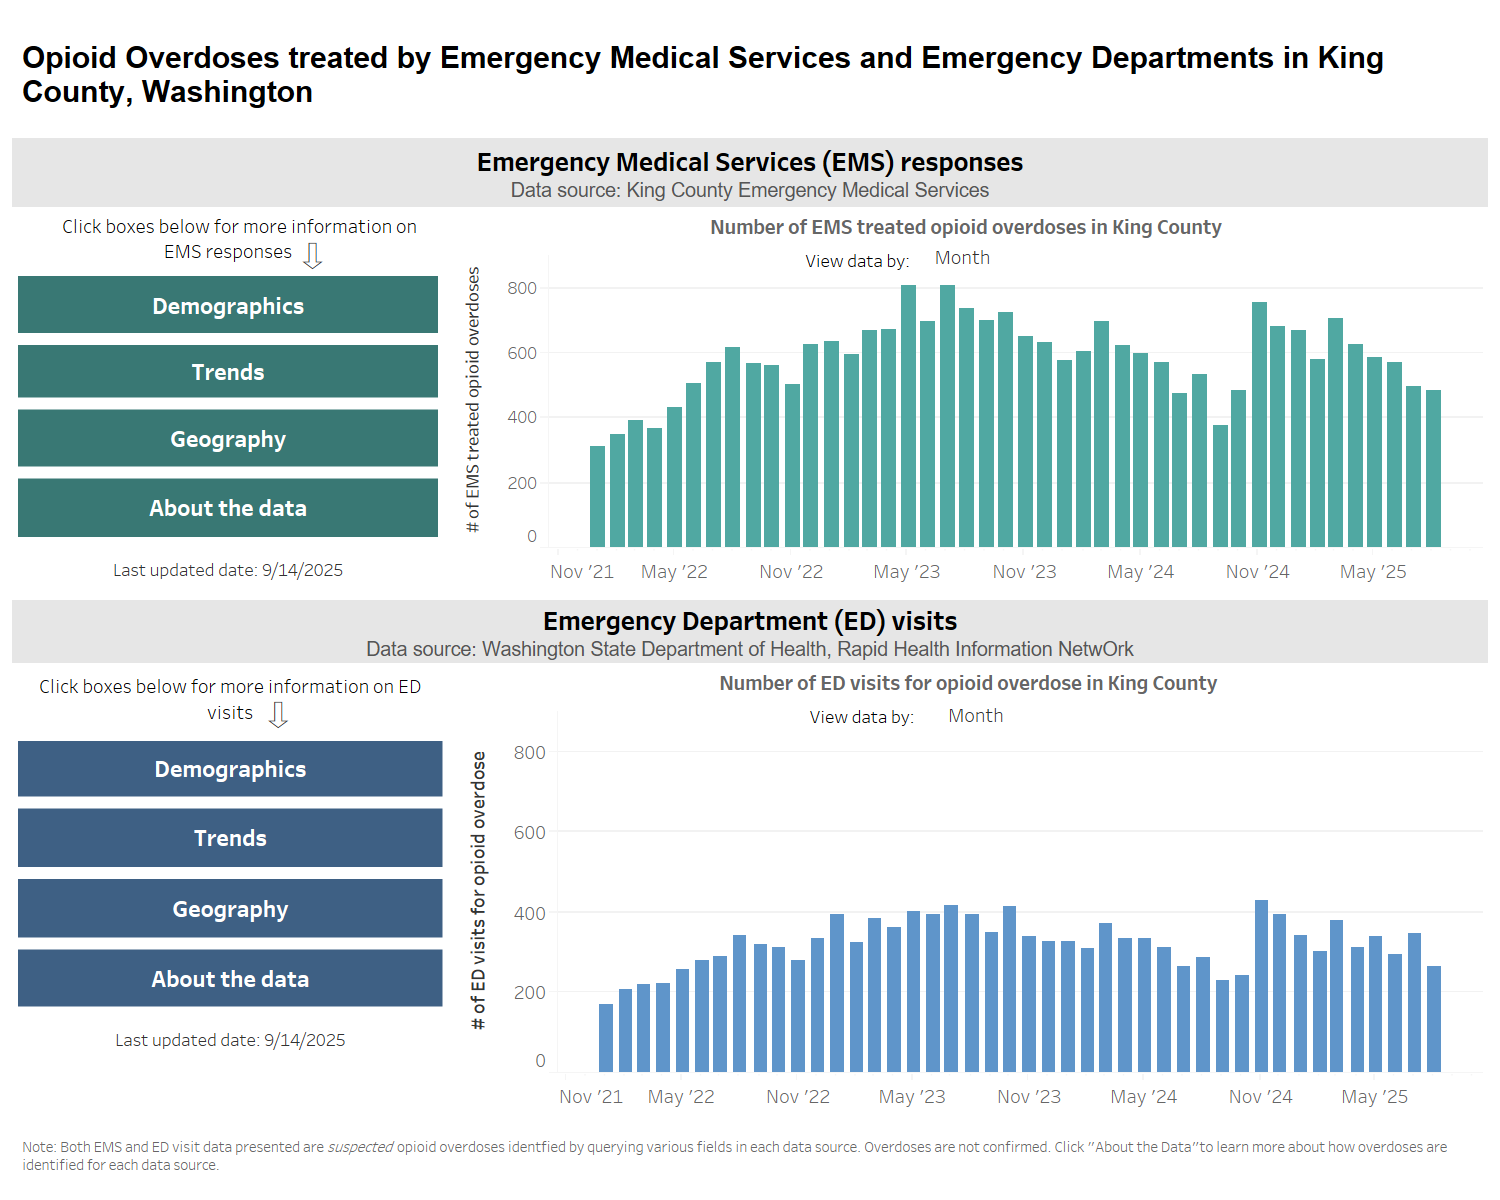 Opioid Overdoses treated by Emergency Medical Services and Emergency Departments in King
County, Washington
Emergency Medical Services (EMS) responses
Data source: King County Emergency Medical Services
Click boxes below for more information on
EMS responses
Demographics
Trends
Geography
About the data
Last updated date: 9/14/2025
Number of EMS treated opioid overdoses in King County
View data by: Month
# of EMS treated opioid overdoses
800
600
400
200
0
Nov '21 May '22 Nov '22 May '23 Nov '23 May '24 Nov '24 May '25
Emergency Department (ED) visits
Data source: Washington State Department of Health, Rapid Health Information NetwOrk
Click boxes below for more information on ED
visits
Demographics
Trends
Geography
About the data
Last updated date: 9/14/2025
Number of ED visits for opioid overdose in King County
View data by: Month
# of ED visits for opioid overdose
800
600
400
200
0
Nov '21 May '22 Nov '22 May '23 Nov '23 May '24 Nov '24 May '25
Note: Both EMS and ED visit data presented are suspected opioid overdoses identfied by querying various fields in each data source. Overdoses are not confirmed. Click "About the Data"to learn more about how overdoses are
identified for each data source.